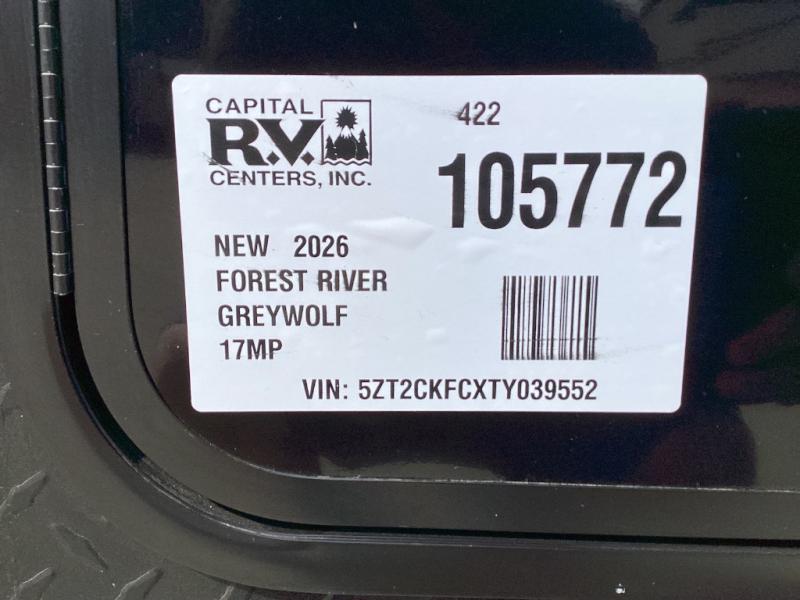 CAPITAL
R.V.
CENTERS, INC.
422
105772
NEW 2026
FOREST RIVER
GREYWOLF
17MP
VIN: 5ZT2CKFCXTY039552